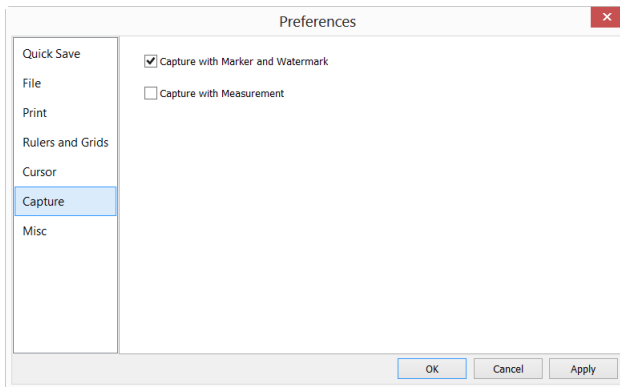 Preferences
Quick Save
File
Print
Rulers and Grids
Cursor
Capture
Misc
Capture with Marker and Watermark
Capture with Measurement
OK
Cancel
Apply